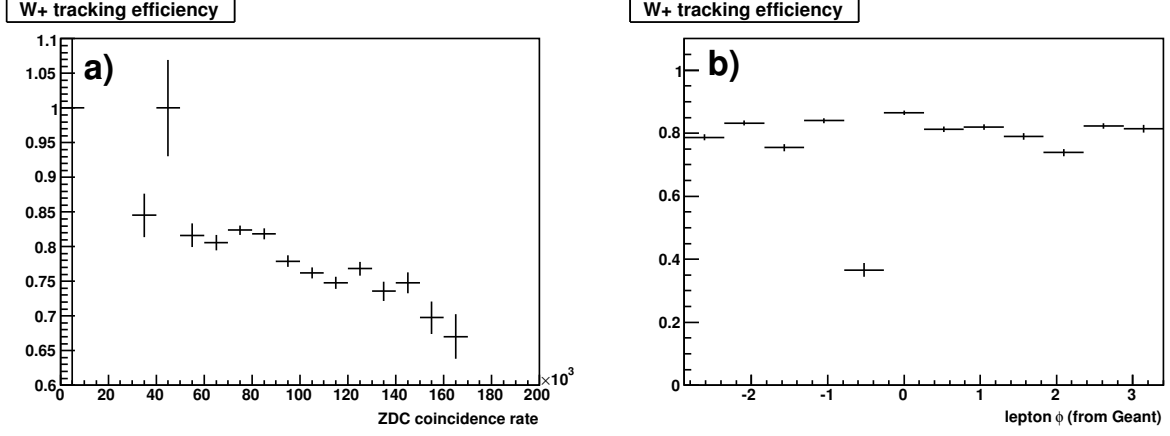 W+ tracking efficiency
a)
1.1
1.05
1
0.95
0.9
0.85
0.8
0.75
0.7
0.65
0.6
0 20 40 60 80 100 120 140 160 180 200
×10³
ZDC coincidence rate
W+ tracking efficiency
b)
1
0.8
0.6
0.4
0.2
0
-2 -1 0 1 2 3
lepton ϕ (from Geant)